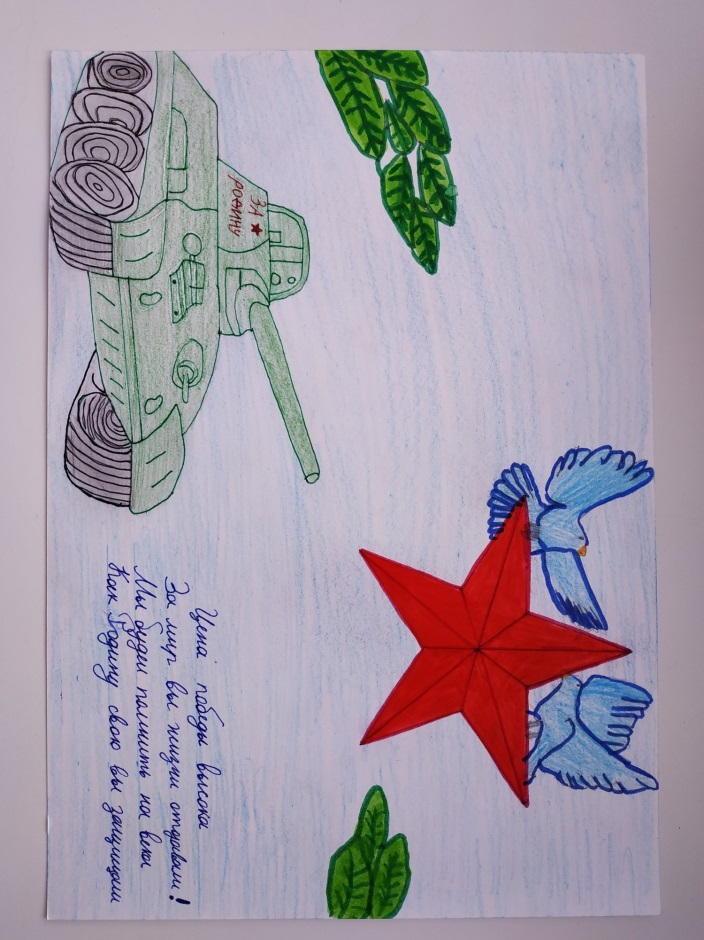 ЗА
РОДИНУ
Цена победы высока
За мир вы жизни отдавали!
Мы будем помнить на века
Как Родину свою вы защищали